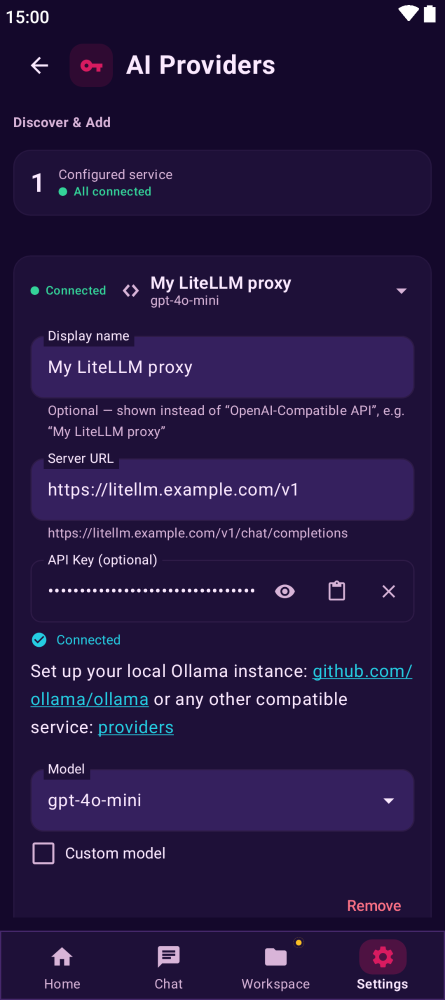 15:00
AI Providers
Discover & Add
1
Configured service
All connected
Connected
My LiteLLM proxy
gpt-4o-mini
Display name
My LiteLLM proxy
Optional — shown instead of “OpenAI-Compatible API”, e.g.
“My LiteLLM proxy”
Server URL
https://litellm.example.com/v1
https://litellm.example.com/v1/chat/completions
API Key (optional)
••••••••••••••••••••••••••••••••
Connected
Set up your local Ollama instance: github.com/
ollama/ollama or any other compatible
service: providers
Model
gpt-4o-mini
Custom model
Remove
Home
Chat
Workspace
Settings